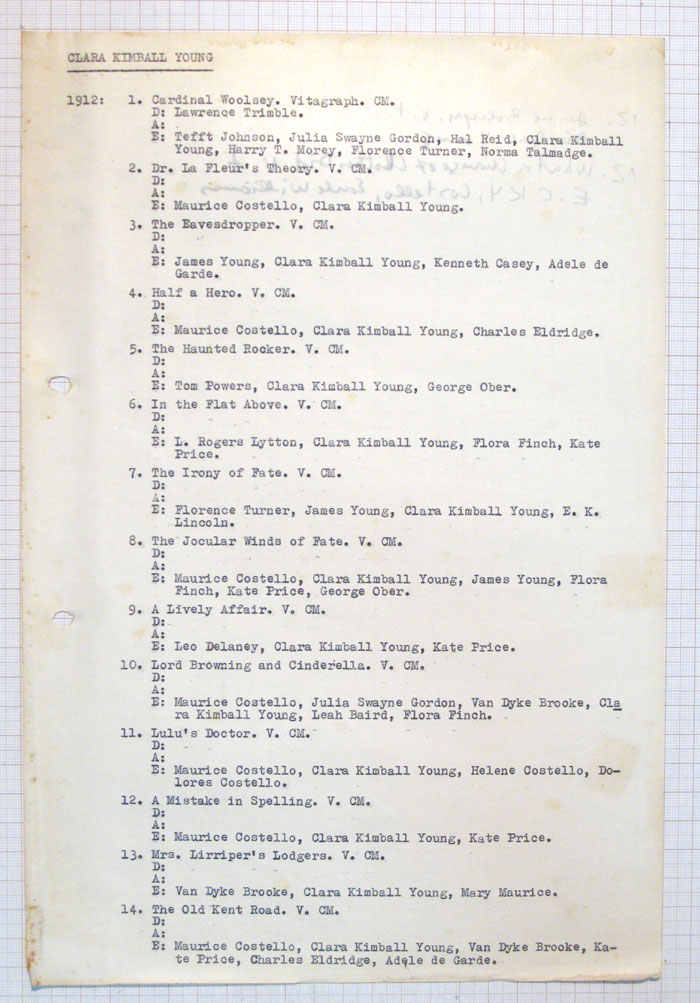 CLARA KIMBALL YOUNG
1912: 1. Cardinal Woolsey. Vitagraph. CM.
D: Lawrence Trimble.
A:
E: Tefft Johnson, Julia Swayne Gordon, Hal Reid, Clara Kimball
Young, Harry T. Morey, Florence Turner, Norma Talmadge.
2. Dr. La Fleur's Theory. V. CM.
D:
A:
E: Maurice Costello, Clara Kimball Young.
3. The Eavesdropper. V. CM.
D:
A:
E: James Young, Clara Kimball Young, Kenneth Casey, Adele de
Garde.
4. Half a Hero. V. CM.
D:
A:
E: Maurice Costello, Clara Kimball Young, Charles Eldridge.
5. The Haunted Rocker. V. CM.
D:
A:
E: Tom Powers, Clara Kimball Young, George Ober.
6. In the Flat Above. V. CM.
D:
A:
E: L. Rogers Lytton, Clara Kimball Young, Flora Finch, Kate
Price.
7. The Irony of Fate. V. CM.
D:
A:
E: Florence Turner, James Young, Clara Kimball Young, E. K.
Lincoln.
8. The Jocular Winds of Fate. V. CM.
D:
A:
E: Maurice Costello, Clara Kimball Young, James Young, Flora
Finch, Kate Price, George Ober.
9. A Lively Affair. V. CM.
D:
A:
E: Leo Delaney, Clara Kimball Young, Kate Price.
10. Lord Browning and Cinderella. V. CM.
D:
A:
E: Maurice Costello, Julia Swayne Gordon, Van Dyke Brooke, Cla
ra Kimball Young, Leah Baird, Flora Finch.
11. Lulu's Doctor. V. CM.
D:
A:
E: Maurice Costello, Clara Kimball Young, Helene Costello, Do-
lores Costello.
12. A Mistake in Spelling. V. CM.
D:
A:
E: Maurice Costello, Clara Kimball Young, Kate Price.
13. Mrs. Lirriper's Lodgers. V. CM.
D:
A:
E: Van Dyke Brooke, Clara Kimball Young, Mary Maurice.
14. The Old Kent Road. V. CM.
D:
A:
E: Maurice Costello, Clara Kimball Young, Van Dyke Brooke, Ka-
te Price, Charles Eldridge, Adele de Garde.